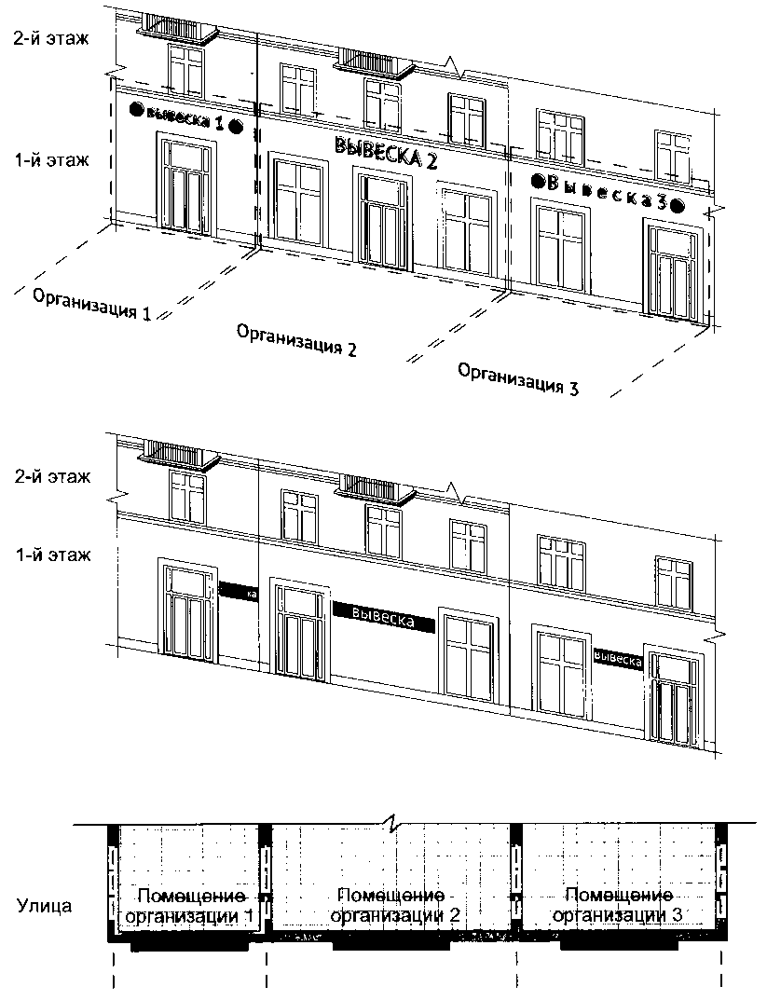 2-й этаж
вывеска 1
1-й этаж
ВЫВЕСКА 2
Вывеска 3
Организация 1
Организация 2
Организация 3
2-й этаж
1-й этаж
ка
вывеска
вывеска
Улица
Помещение
организации 1
Помещение
организации 2
Помещение
организации 3